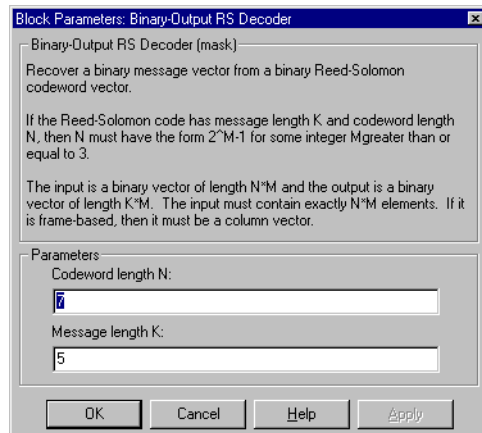 Block Parameters: Binary-Output RS Decoder
Binary-Output RS Decoder (mask)
Recover a binary message vector from a binary Reed-Solomon
codeword vector.
If the Reed-Solomon code has message length K and codeword length
N, then N must have the form 2^M-1 for some integer Mgreater than or
equal to 3.
The input is a binary vector of length N*M and the output is a binary
vector of length K*M.  The input must contain exactly N*M elements.  If it
is frame-based, then it must be a column vector.
Parameters
Codeword length N:
7
Message length K:
5
OK Cancel Help Apply